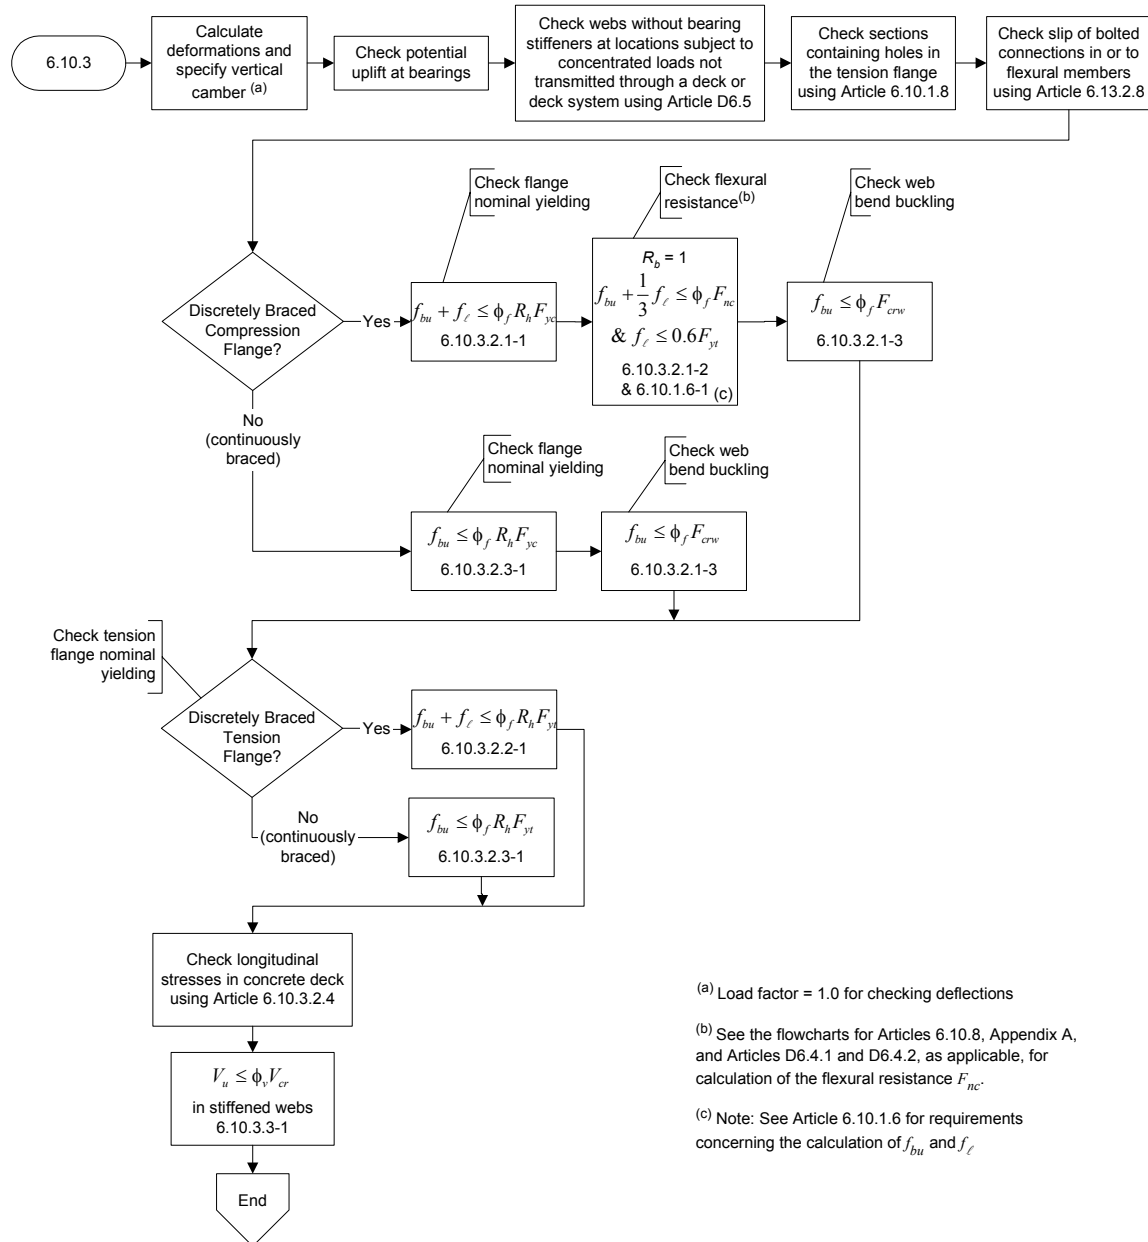 6.10.3
Calculate
deformations and
specify vertical
camber (a)
Check potential
uplift at bearings
Check webs without bearing
stiffeners at locations subject to
concentrated loads not
transmitted through a deck or
deck system using Article D6.5
Check sections
containing holes in
the tension flange
using Article 6.10.1.8
Check slip of bolted
connections in or to
flexural members
using Article 6.13.2.8
Check flange
nominal yielding
Check flexural
resistance(b)
Check web
bend buckling
Discretely Braced
Compression
Flange?
Yes
f_bu + f_ℓ ≤ ϕ_f R_h F_yc
6.10.3.2.1-1
R_b = 1
f_bu + 1/3 f_ℓ ≤ ϕ_f F_nc
& f_ℓ ≤ 0.6F_yt
6.10.3.2.1-2
& 6.10.1.6-1 (c)
f_bu ≤ ϕ_f F_crw
6.10.3.2.1-3
No
(continuously
braced)
Check flange
nominal yielding
Check web
bend buckling
f_bu ≤ ϕ_f R_h F_yc
6.10.3.2.3-1
f_bu ≤ ϕ_f F_crw
6.10.3.2.1-3
Check tension
flange nominal
yielding
Discretely Braced
Tension
Flange?
Yes
f_bu + f_ℓ ≤ ϕ_f R_h F_yt
6.10.3.2.2-1
No
(continuously
braced)
f_bu ≤ ϕ_f R_h F_yt
6.10.3.2.3-1
Check longitudinal
stresses in concrete deck
using Article 6.10.3.2.4
V_u ≤ ϕ_v V_cr
in stiffened webs
6.10.3.3-1
End
(a) Load factor = 1.0 for checking deflections
(b) See the flowcharts for Articles 6.10.8, Appendix A,
and Articles D6.4.1 and D6.4.2, as applicable, for
calculation of the flexural resistance F_nc.
(c) Note: See Article 6.10.1.6 for requirements
concerning the calculation of f_bu and f_ℓ